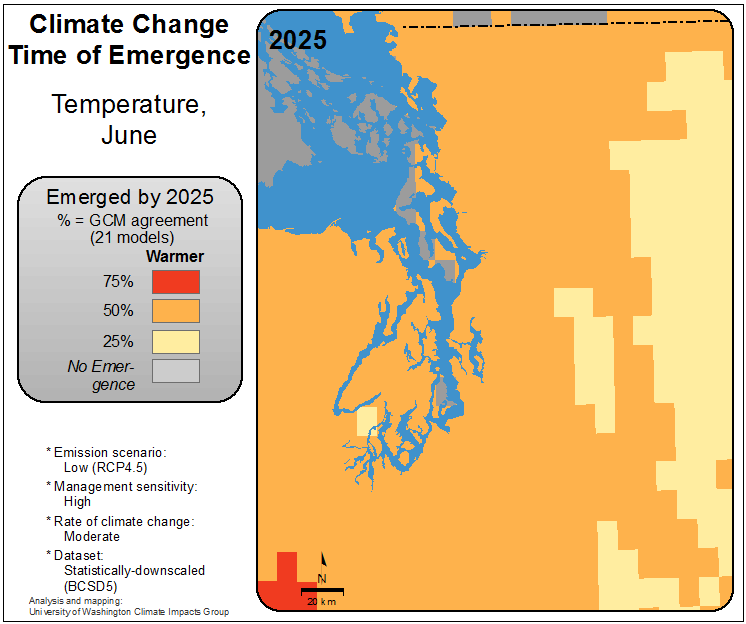 Climate Change
Time of Emergence
Temperature,
June
Emerged by 2025
% = GCM agreement
(21 models)
Warmer
75%
50%
25%
No Emer-
gence
* Emission scenario:
Low (RCP4.5)
* Management sensitivity:
High
* Rate of climate change:
Moderate
* Dataset:
Statistically-downscaled
(BCSD5)
Analysis and mapping:
University of Washington Climate Impacts Group
2025
N
20 km